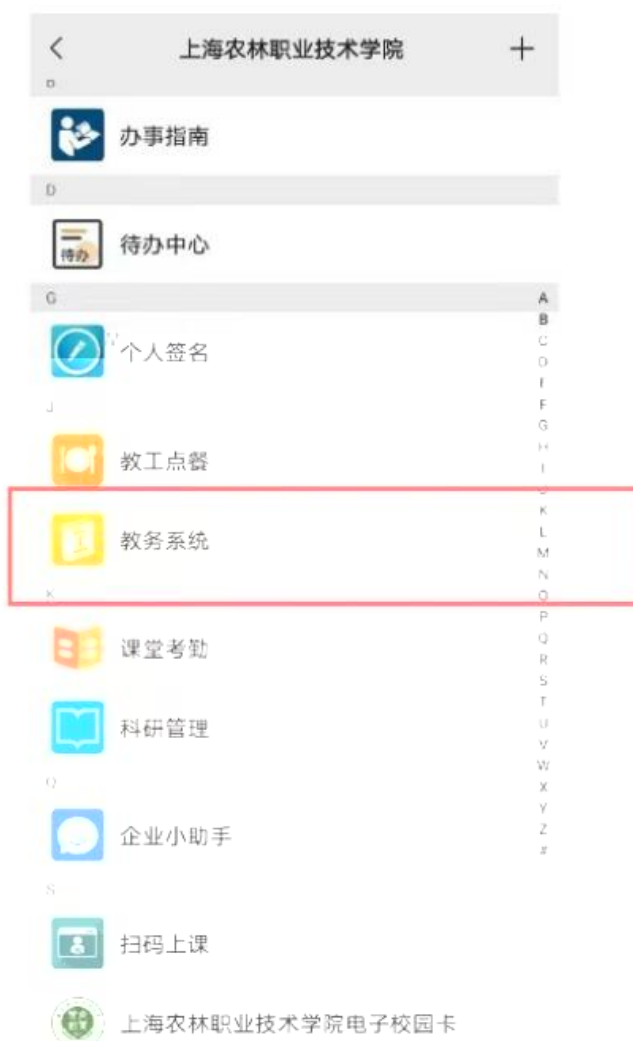 上海农林职业技术学院
办事指南
D
待办
待办中心
G
个人签名
J
教工点餐
教务系统
K
课堂考勤
科研管理
Q
企业小助手
S
扫码上课
上海农林职业技术学院电子校园卡
A
B
C
D
E
F
G
H
I
J
K
L
M
N
O
P
Q
R
S
T
U
V
W
X
Y
Z
#